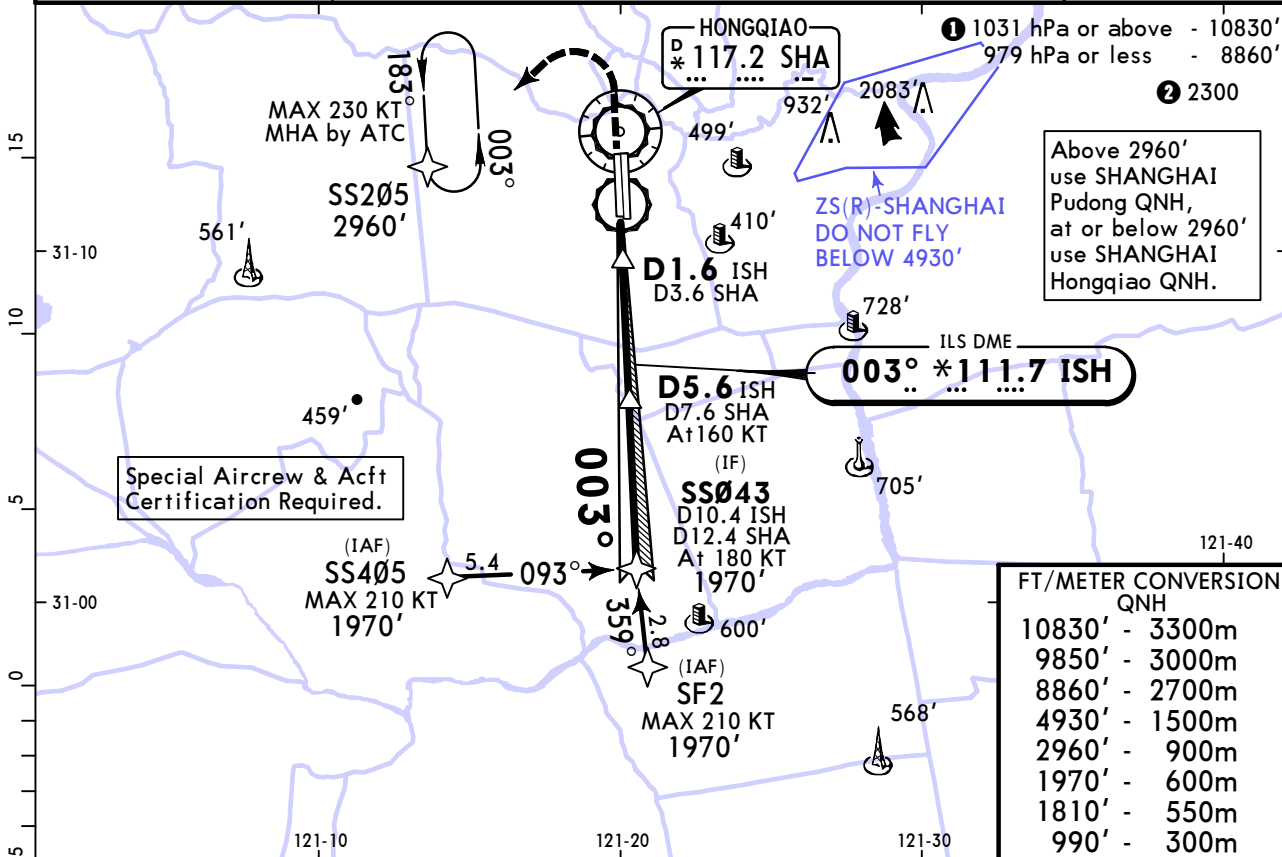 HONGQIAO
D
* 117.2 SHA
❶ 1031 hPa or above - 10830'
979 hPa or less - 8860'
❷ 2300
183°
003°
MAX 230 KT
MHA by ATC
SS2Ø5
2960'
932'
2083'
499'
Above 2960'
use SHANGHAI
Pudong QNH,
at or below 2960'
use SHANGHAI
Hongqiao QNH.
15
561'
31-10
410'
ZS(R)-SHANGHAI
DO NOT FLY
BELOW 4930'
D1.6 ISH
D3.6 SHA
10
728'
ILS DME
003° *111.7 ISH
D5.6 ISH
D7.6 SHA
At 160 KT
459'
Special Aircrew & Acft
Certification Required.
003°
(IF)
SSØ43
D10.4 ISH
D12.4 SHA
At 180 KT
1970'
705'
5
(IAF)
SS4Ø5
MAX 210 KT
1970'
5.4
093°
121-40
31-00
359°
2.8
600'
0
(IAF)
SF2
MAX 210 KT
1970'
568'
FT/METER CONVERSION
QNH
10830' - 3300m
9850' - 3000m
8860' - 2700m
4930' - 1500m
2960' - 900m
1970' - 600m
1810' - 550m
990' - 300m
5
121-10
121-20
121-30